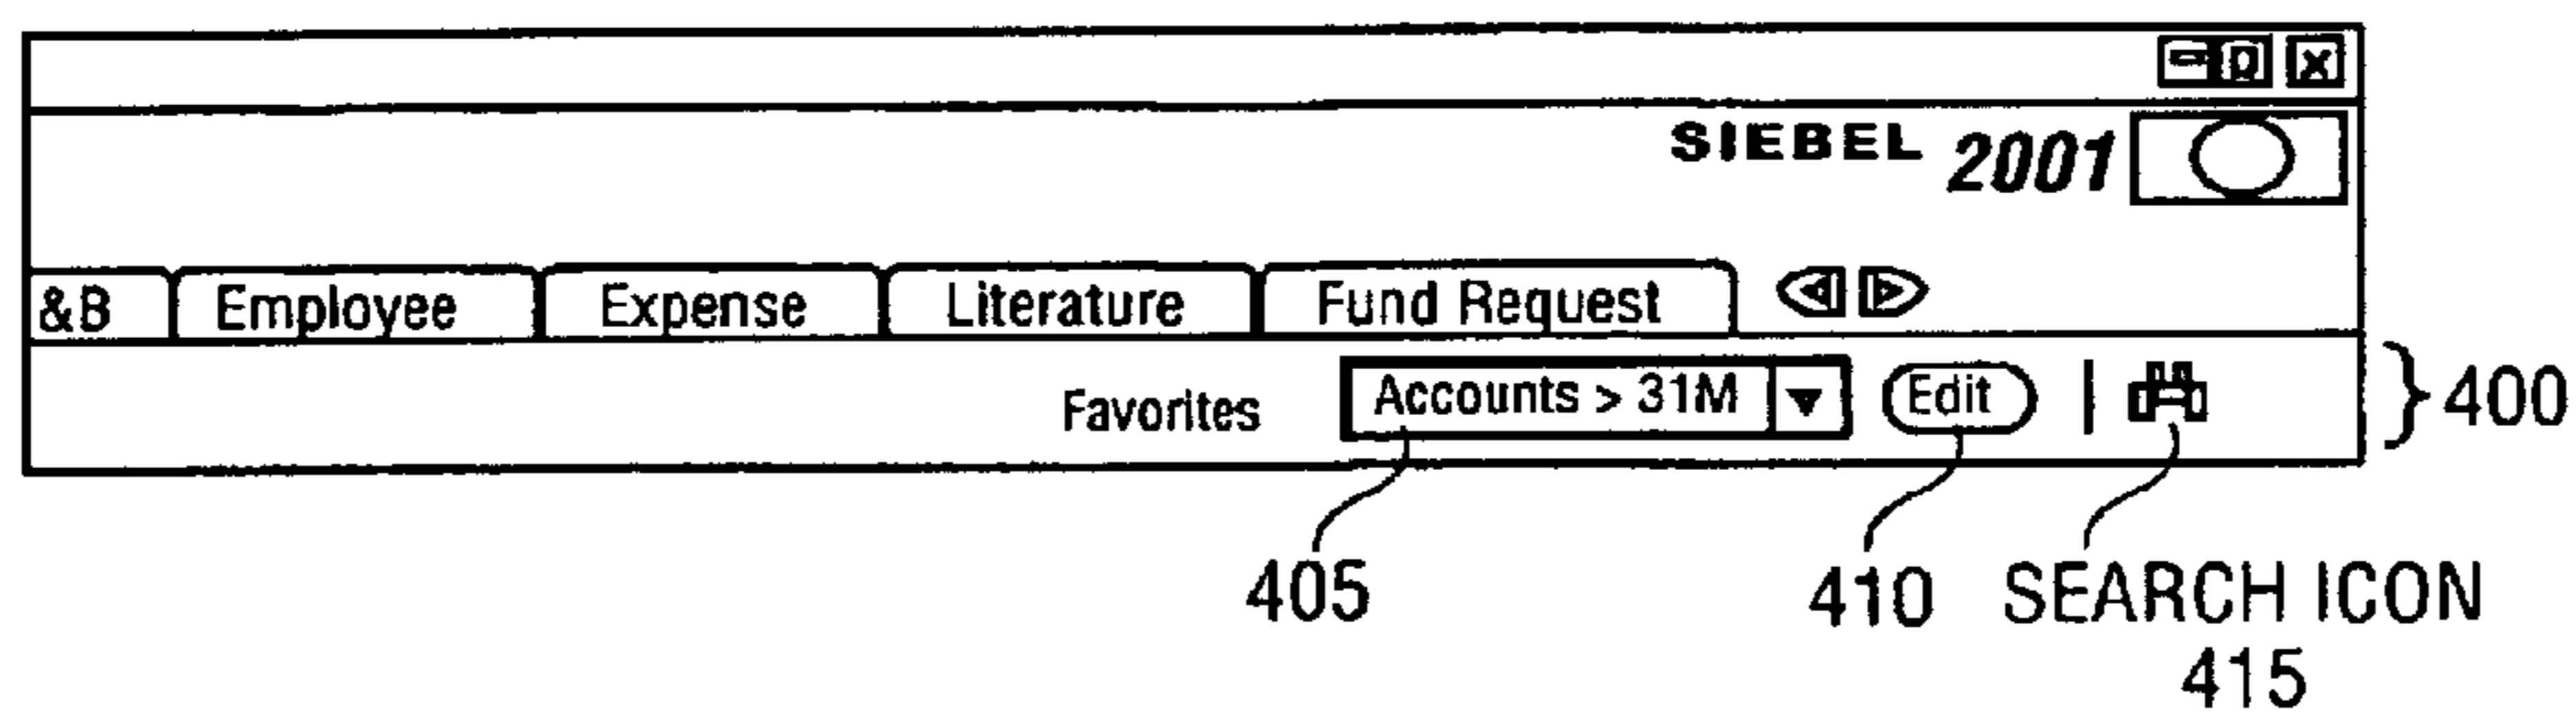 SIEBEL 2001
&B Employee Expense Literature Fund Request
Favorites Accounts > 31M Edit 400
405 410 SEARCH ICON
415